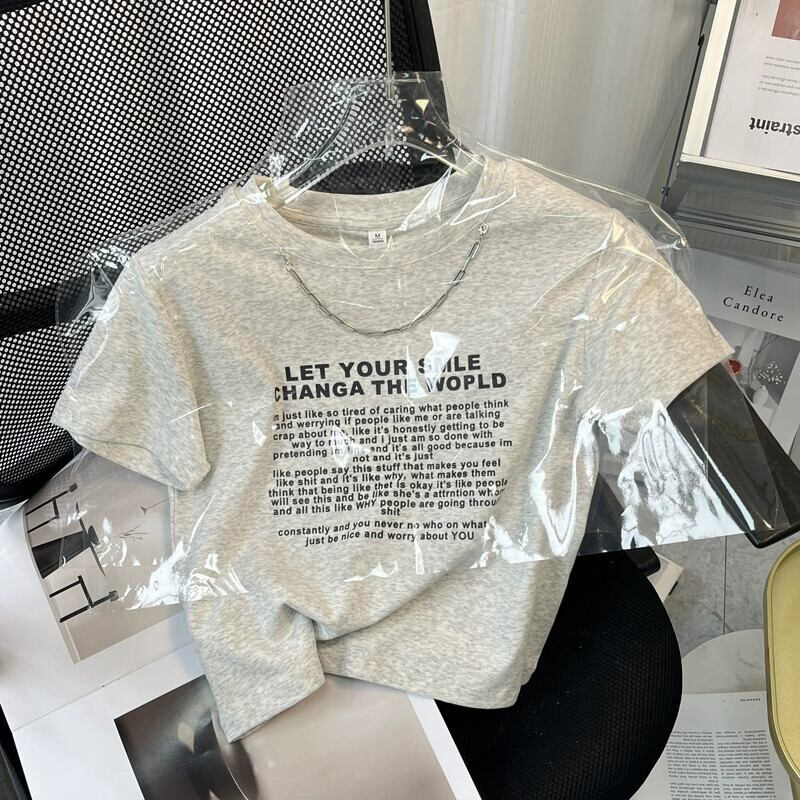 M
LET YOUR SMILE
CHANGA THE WOPLD
just like so tired of caring what people think
and werrying if people like me or are talking
crap about me, like it's honestly getting to be
way to much and i just am so done with
pretending im and it's all good because im
not and it's just
like people say this stuff that makes you feel
like shit and it's like why, what makes them
think that being like thet is okay it's like people
will see this and be like she's a attrntion
and all this like WHY people are going throu
shit
constantly and you never no who on what
just be nice and worry about YOU
straint
Elea
Candore